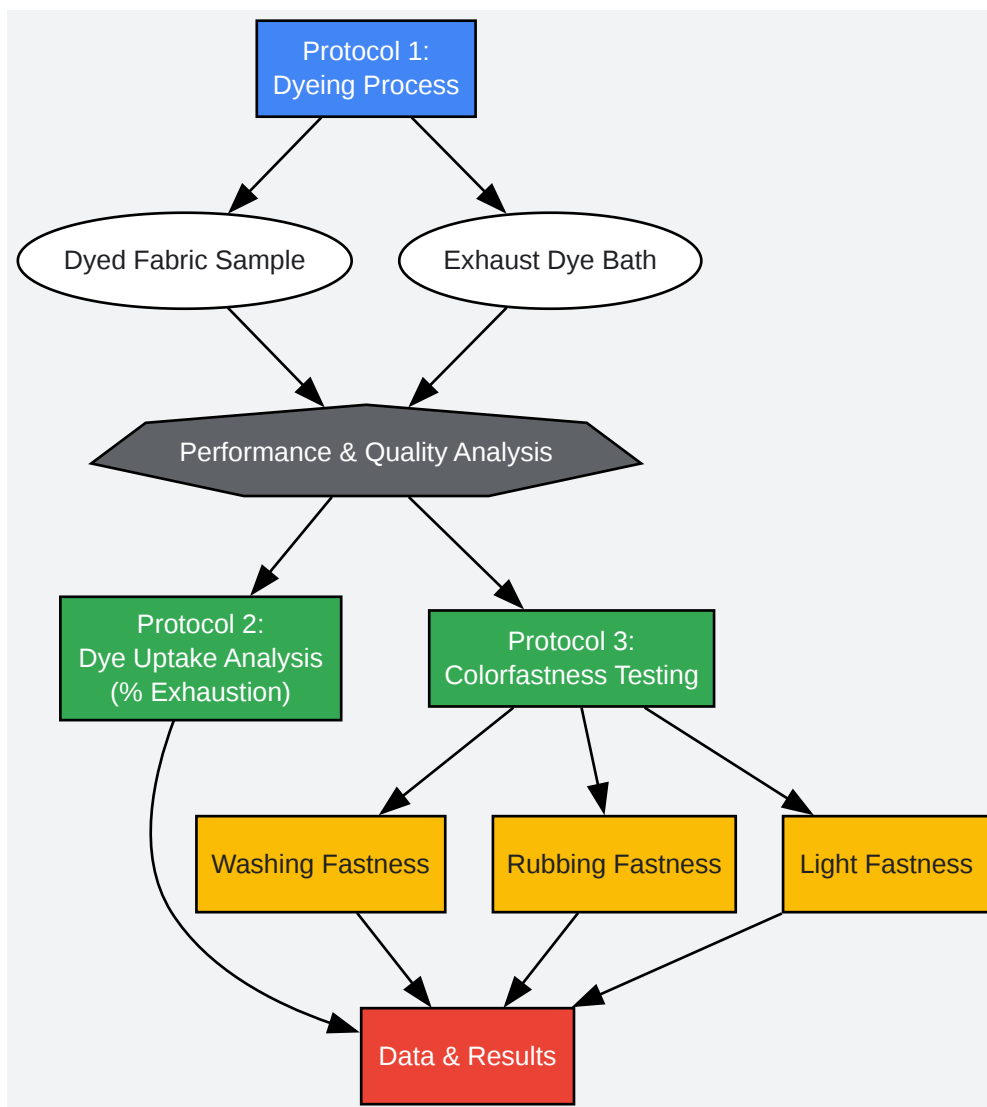 Protocol 1:
Dyeing Process
Dyed Fabric Sample
Exhaust Dye Bath
Performance & Quality Analysis
Protocol 2:
Dye Uptake Analysis
(% Exhaustion)
Protocol 3:
Colorfastness Testing
Washing Fastness
Rubbing Fastness
Light Fastness
Data & Results